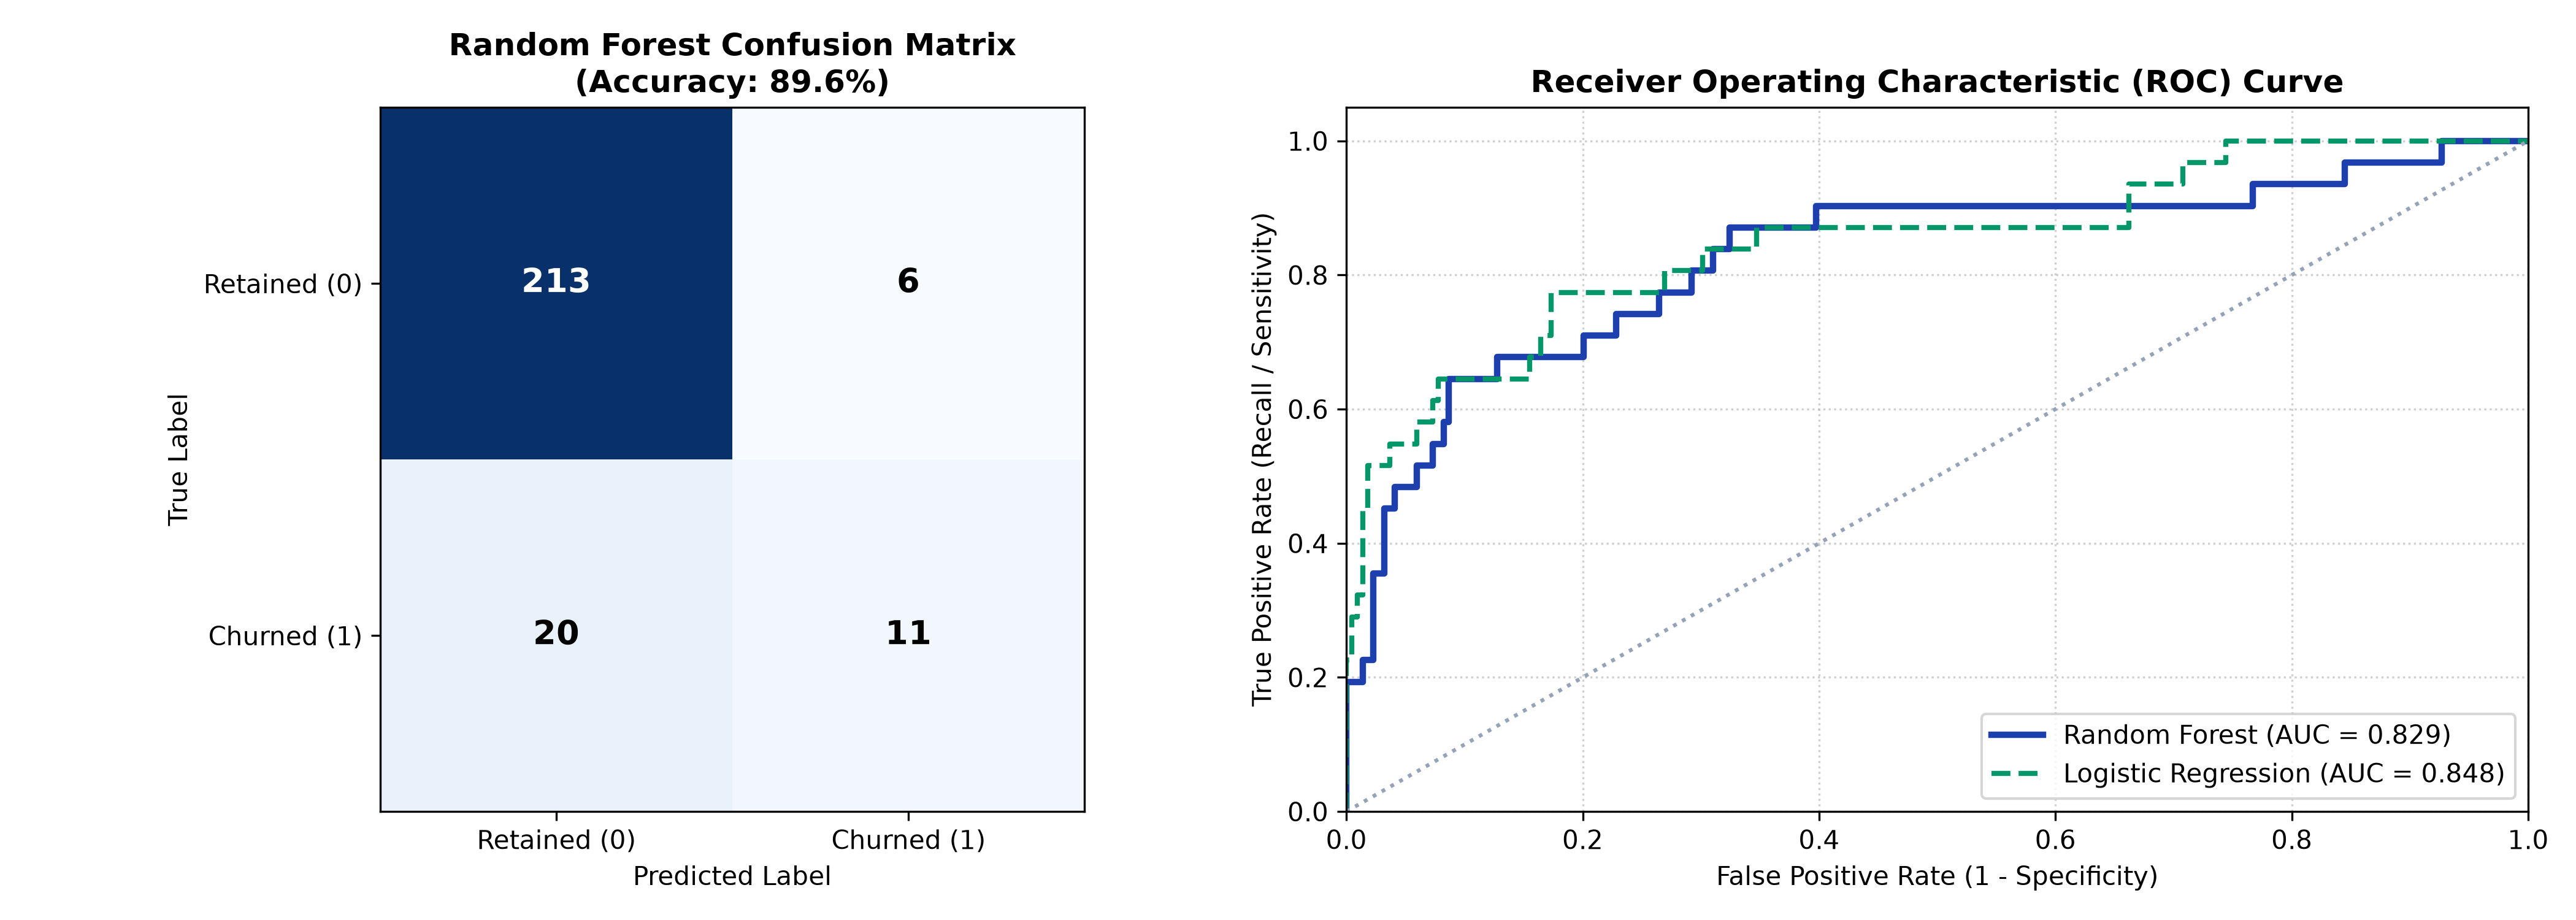 Random Forest Confusion Matrix
(Accuracy: 89.6%)
True Label
Retained (0)
213
6
Churned (1)
20
11
Retained (0)
Churned (1)
Predicted Label
Receiver Operating Characteristic (ROC) Curve
True Positive Rate (Recall / Sensitivity)
1.0
0.8
0.6
0.4
0.2
0.0
Random Forest (AUC = 0.829)
Logistic Regression (AUC = 0.848)
0.0
0.2
0.4
0.6
0.8
1.0
False Positive Rate (1 - Specificity)